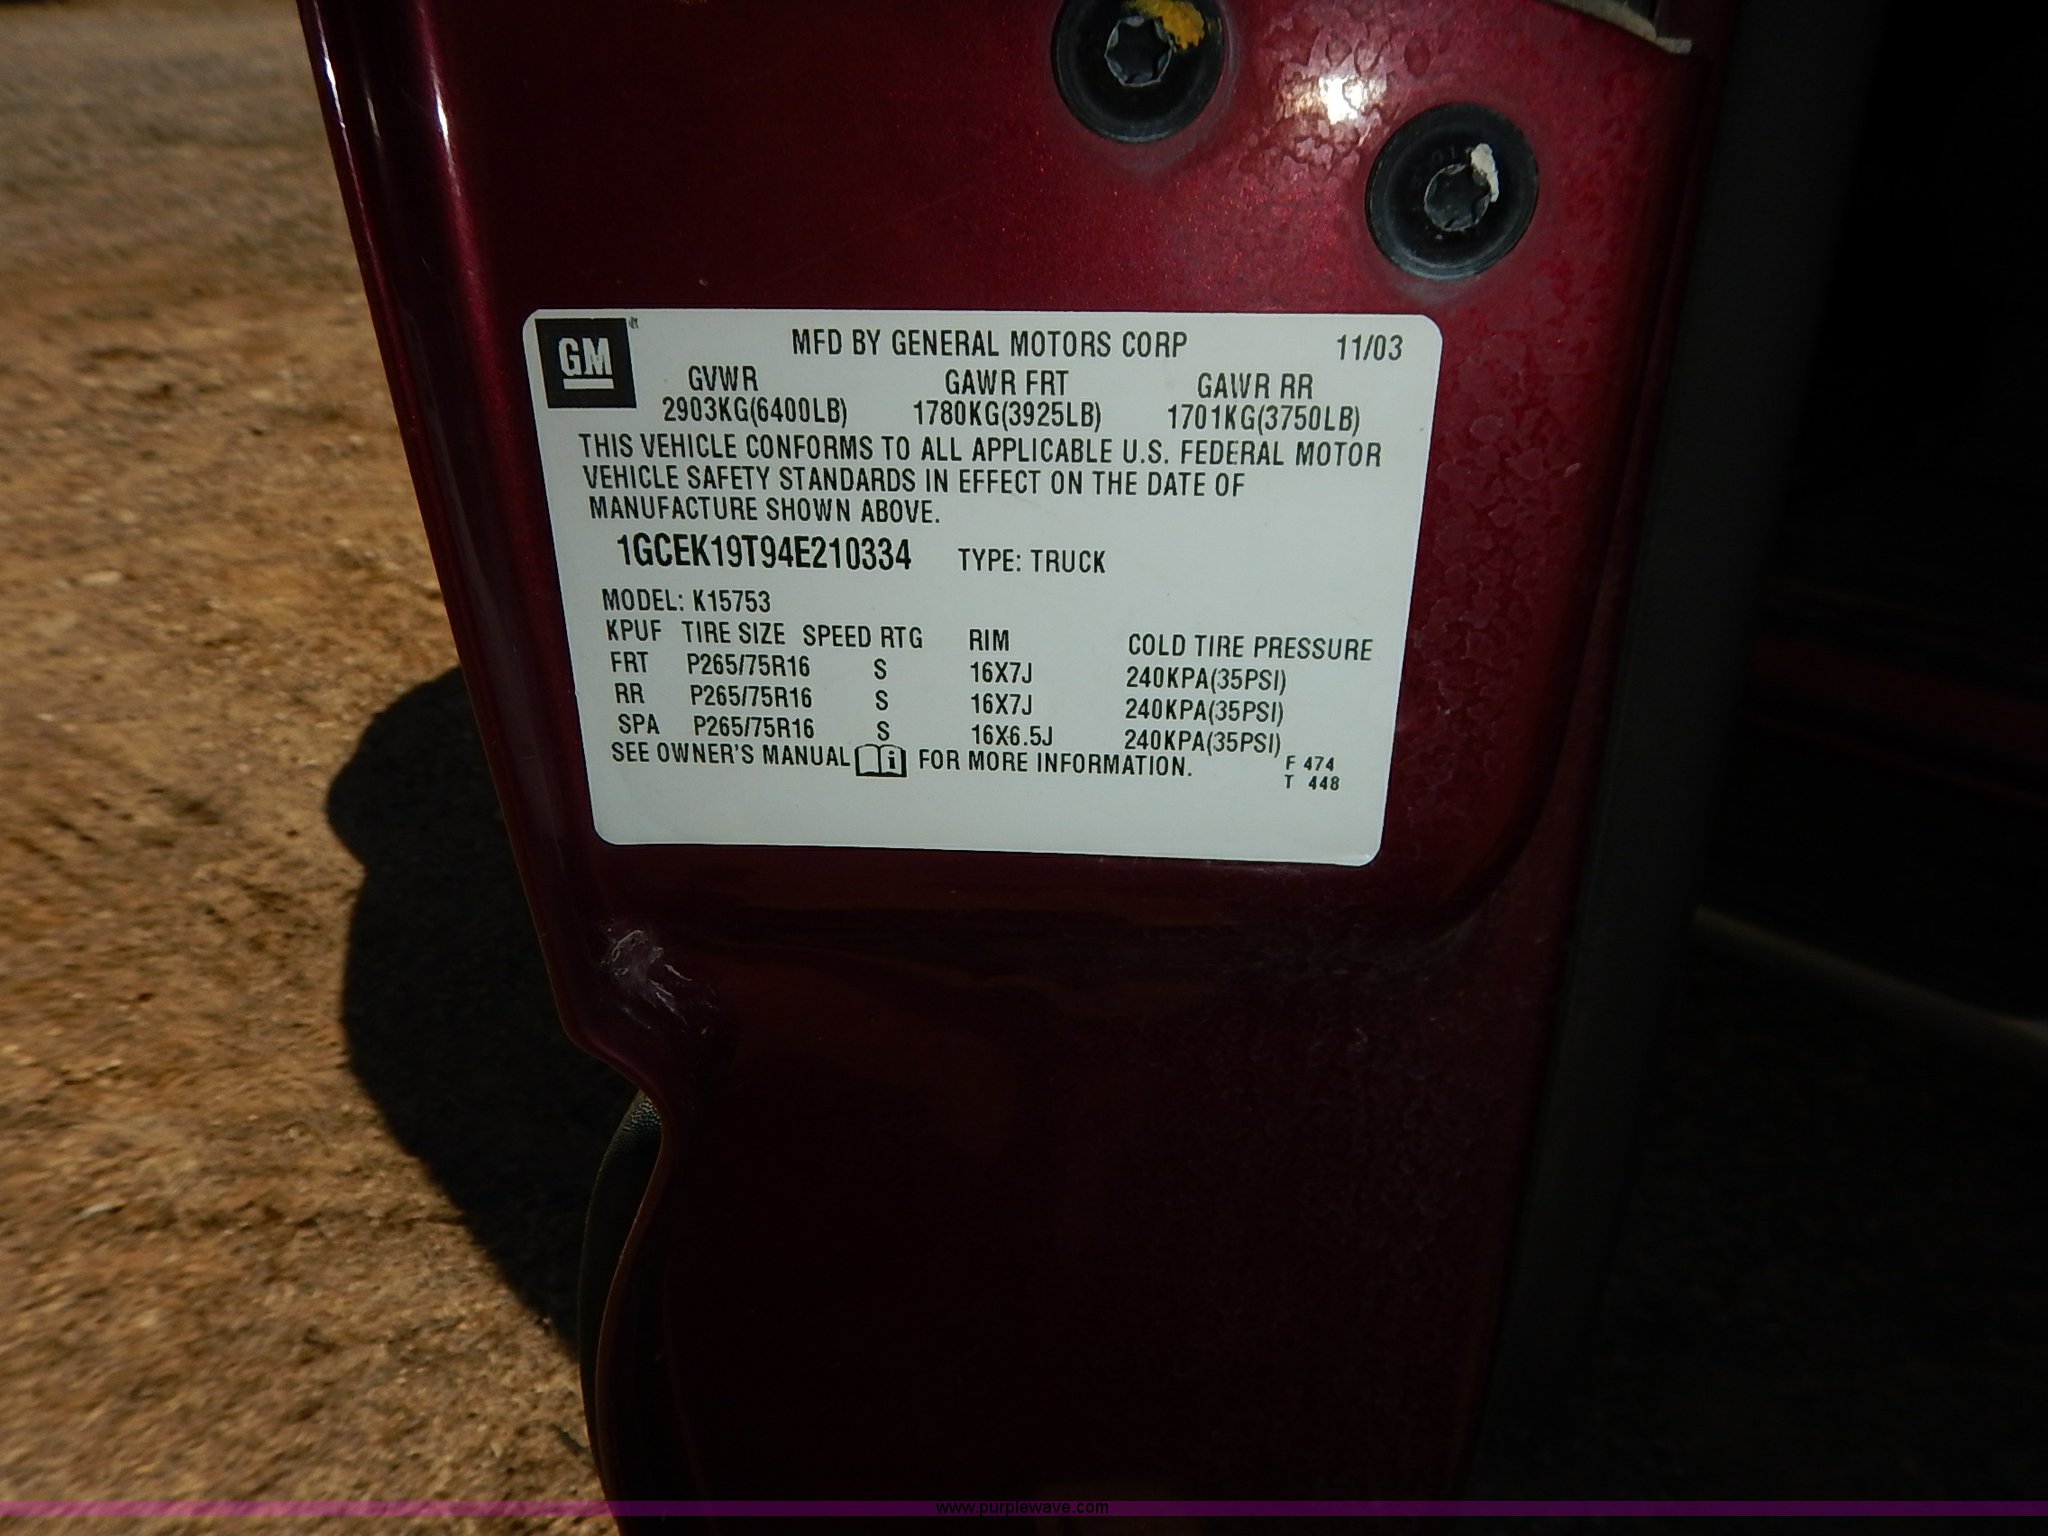 GM
MFD BY GENERAL MOTORS CORP 11/03
GVWR GAWR FRT GAWR RR
2903KG(6400LB) 1780KG(3925LB) 1701KG(3750LB)
THIS VEHICLE CONFORMS TO ALL APPLICABLE U.S. FEDERAL MOTOR
VEHICLE SAFETY STANDARDS IN EFFECT ON THE DATE OF
MANUFACTURE SHOWN ABOVE.
1GCEK19T94E210334 TYPE: TRUCK
MODEL: K15753
KPUF TIRE SIZE SPEED RTG RIM COLD TIRE PRESSURE
FRT P265/75R16 S 16X7J 240KPA(35PSI)
RR P265/75R16 S 16X7J 240KPA(35PSI)
SPA P265/75R16 S 16X6.5J 240KPA(35PSI)
SEE OWNER'S MANUAL i FOR MORE INFORMATION.
F 474
T 448
www.purplewave.com